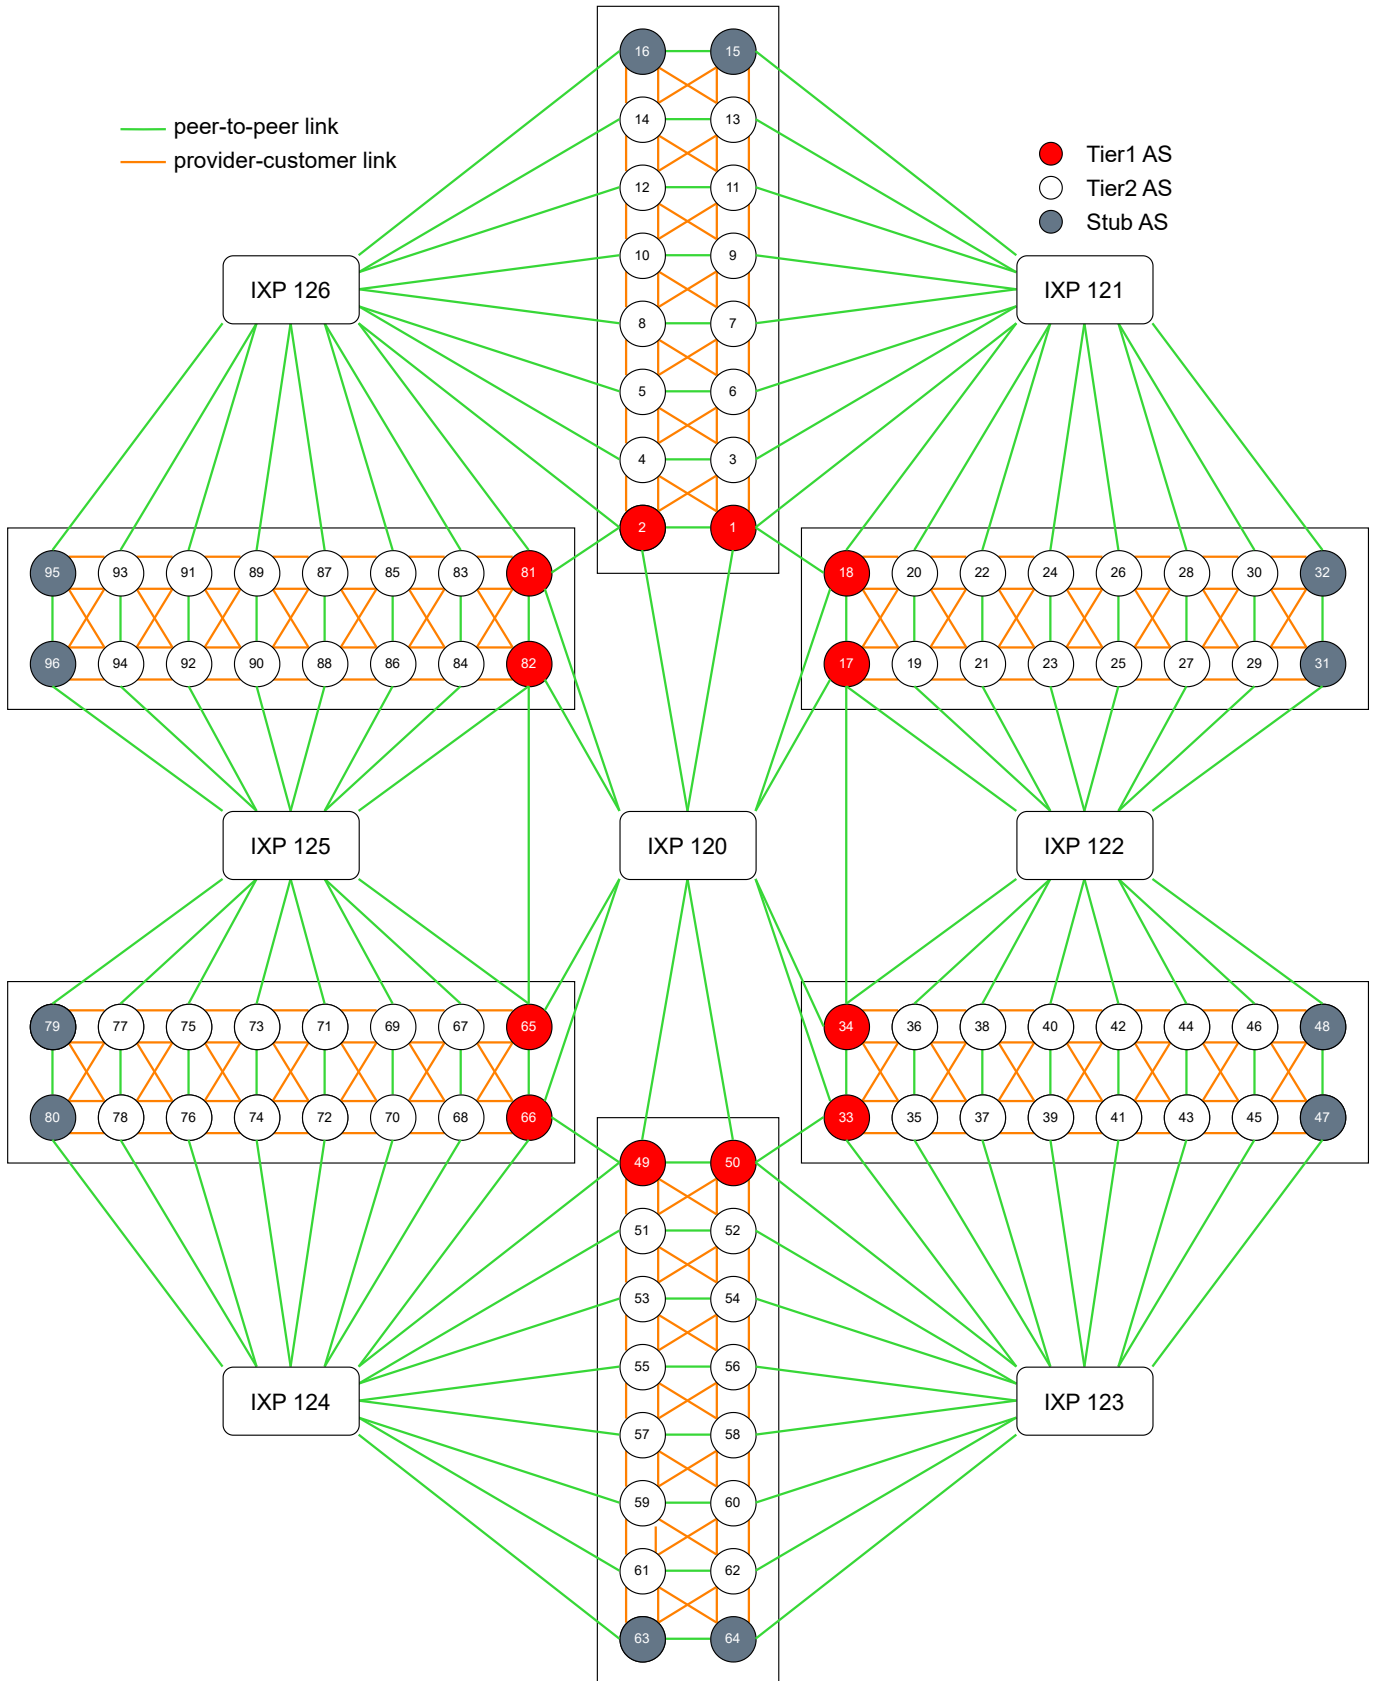 16 15
peer-to-peer link
14 13
provider-customer link
Tier1 AS
12 11
Tier2 AS
Stub AS
10 9
IXP 126
IXP 121
8 7
5 6
4 3
2 1
95 93 91 89 87 85 83 81
18 20 22 24 26 28 30 32
96 94 92 90 88 86 84 82
17 19 21 23 25 27 29 31
IXP 125
IXP 120
IXP 122
79 77 75 73 71 69 67 65
34 36 38 40 42 44 46 48
80 78 76 74 72 70 68 66
33 35 37 39 41 43 45 47
49 50
51 52
53 54
55 56
IXP 124
IXP 123
57 58
59 60
61 62
63 64